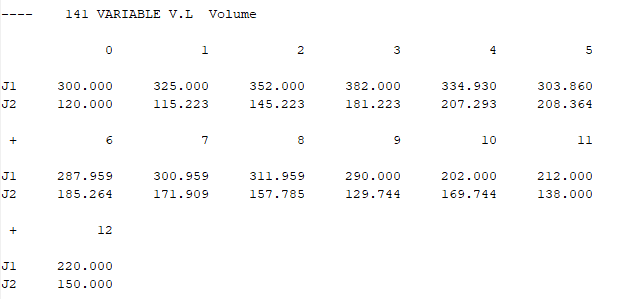 ----    141 VARIABLE V.L  Volume
0 1 2 3 4 5
J1 300.000 325.000 352.000 382.000 334.930 303.860
J2 120.000 115.223 145.223 181.223 207.293 208.364
+ 6 7 8 9 10 11
J1 287.959 300.959 311.959 290.000 202.000 212.000
J2 185.264 171.909 157.785 129.744 169.744 138.000
+ 12
J1 220.000
J2 150.000